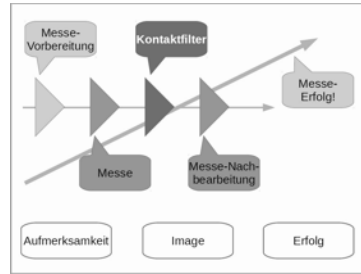 Messe-
Vorbereitung
Kontaktfilter
Messe-
Erfolg!
Messe
Messe-Nach-
bearbeitung
Aufmerksamkeit
Image
Erfolg